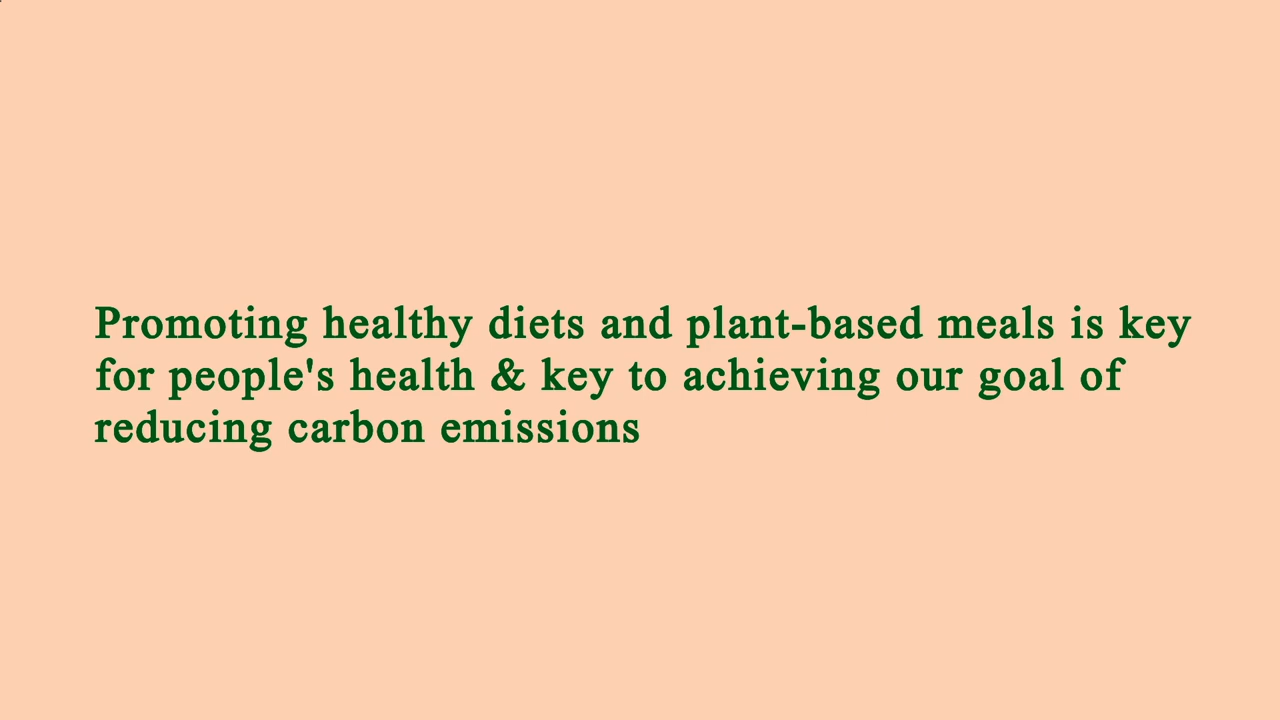 Promoting healthy diets and plant-based meals is key
for people's health & key to achieving our goal of
reducing carbon emissions